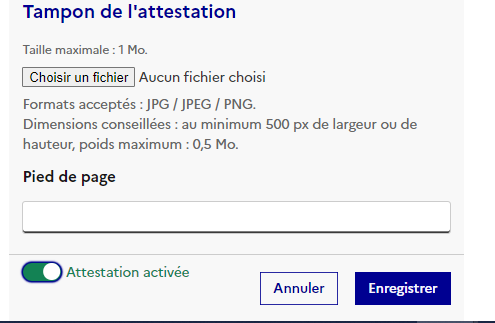 Tampon de l'attestation
Taille maximale : 1 Mo.
Choisir un fichier Aucun fichier choisi
Formats acceptés : JPG / JPEG / PNG.
Dimensions conseillées : au minimum 500 px de largeur ou de
hauteur, poids maximum : 0,5 Mo.
Pied de page
Attestation activée
Annuler Enregistrer